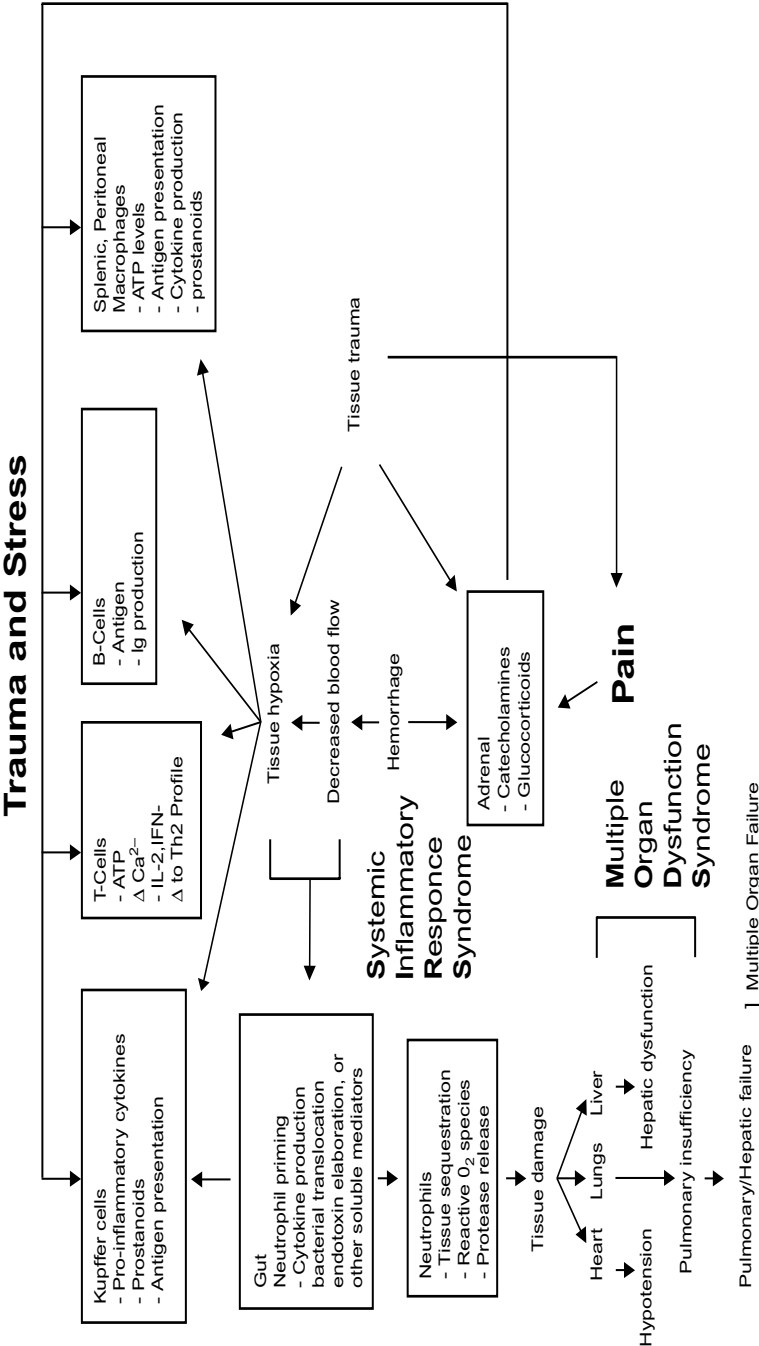 Trauma and Stress
Kupffer cells
- Pro-inflammatory cytokines
- Prostanoids
- Antigen presentation
T-Cells
- ATP
Δ Ca²⁻
- IL-2,IFN-
Δ to Th2 Profile
B-Cells
- Antigen
- Ig production
Splenic, Peritoneal
Macrophages
- ATP levels
- Antigen presentation
- Cytokine production
- prostanoids
Gut
Neutrophil priming
- Cytokine production
bacterial translocation
endotoxin elaboration, or
other soluble mediators
Tissue hypoxia
Decreased blood flow
Hemorrhage
Tissue trauma
Systemic
Inflammatory
Responce
Syndrome
Neutrophils
- Tissue sequestration
- Reactive 0₂ species
- Protease release
Adrenal
- Catecholamines
- Glucocorticoids
Tissue damage
Pain
Heart
Lungs
Liver
Hypotension
Pulmonary insufficiency
Hepatic dysfunction
Multiple
Organ
Dysfunction
Syndrome
Pulmonary/Hepatic failure
] Multiple Organ Failure